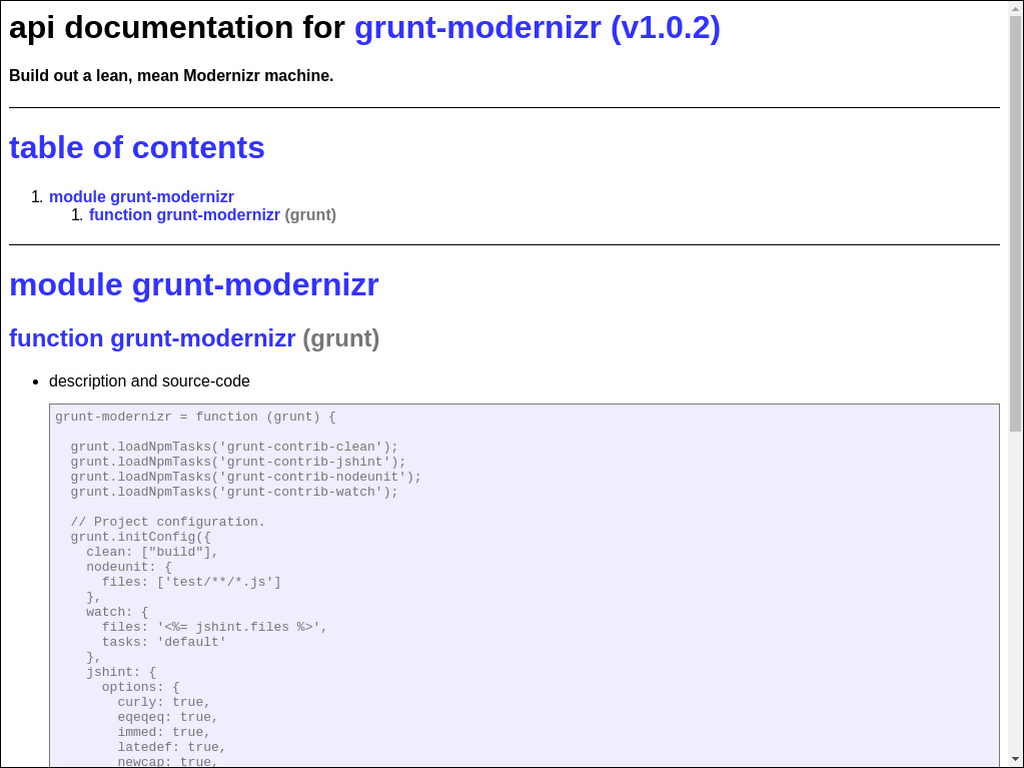 api documentation for grunt-modernizr (v1.0.2)
Build out a lean, mean Modernizr machine.
table of contents
1. module grunt-modernizr
1. function grunt-modernizr (grunt)
module grunt-modernizr
function grunt-modernizr (grunt)
• description and source-code
grunt-modernizr = function (grunt) {
grunt.loadNpmTasks('grunt-contrib-clean');
grunt.loadNpmTasks('grunt-contrib-jshint');
grunt.loadNpmTasks('grunt-contrib-nodeunit');
grunt.loadNpmTasks('grunt-contrib-watch');
// Project configuration.
grunt.initConfig({
clean: ["build"],
nodeunit: {
files: ['test/**/*.js']
},
watch: {
files: '<%= jshint.files %>',
tasks: 'default'
},
jshint: {
options: {
curly: true,
eqeqeq: true,
immed: true,
latedef: true,
newcap: true,